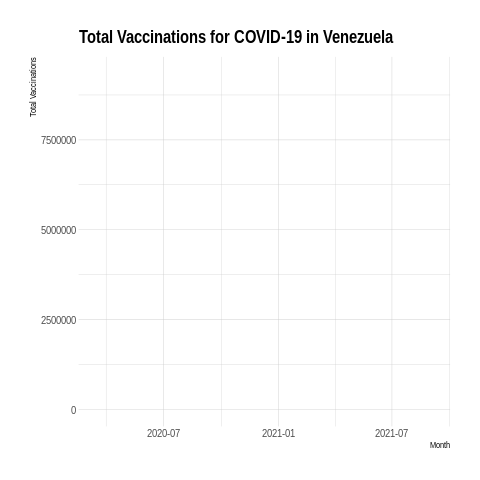 Total Vaccinations for COVID-19 in Venezuela
Total Vaccinations
7500000
5000000
2500000
0
2020-07 2021-01 2021-07
Month